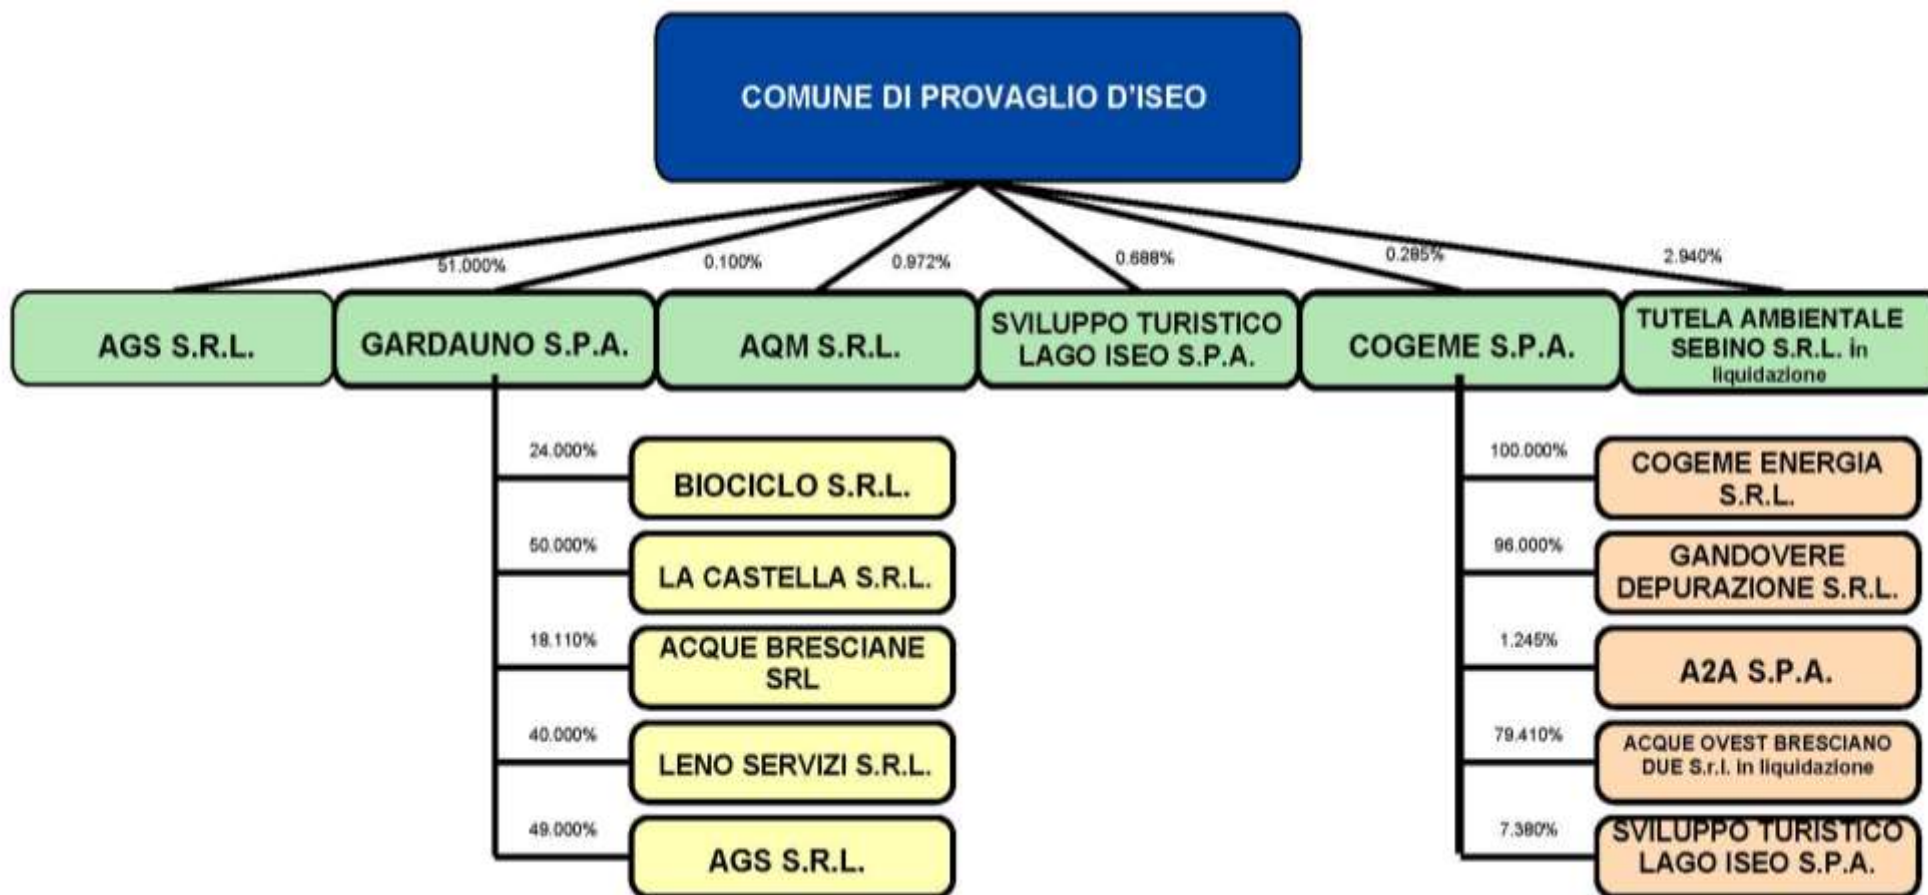 COMUNE DI PROVAGLIO D'ISEO
51.000%
0.100%
0.972%
0.688%
0.285%
2.940%
AGS S.R.L.
GARDAUNO S.P.A.
AQM S.R.L.
SVILUPPO TURISTICO
LAGO ISEO S.P.A.
COGEME S.P.A.
TUTELA AMBIENTALE
SEBINO S.R.L. in
liquidazione
24.000%
BIOCICLO S.R.L.
50.000%
LA CASTELLA S.R.L.
18.110%
ACQUE BRESCIANE
SRL
40.000%
LENO SERVIZI S.R.L.
49.000%
AGS S.R.L.
100.000%
COGEME ENERGIA
S.R.L.
96.000%
GANDOVERE
DEPURAZIONE S.R.L.
1.245%
A2A S.P.A.
79.410%
ACQUE OVEST BRESCIANO
DUE S.r.l. in liquidazione
7.380%
SVILUPPO TURISTICO
LAGO ISEO S.P.A.